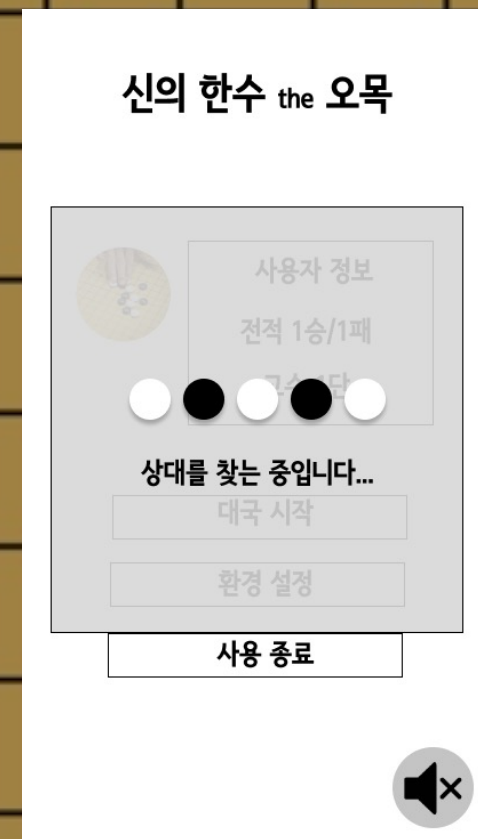 신의 한수 the 오목
사용자 정보
전적 1승/1패
상대를 찾는 중입니다...
대국 시작
환경 설정
사용 종료